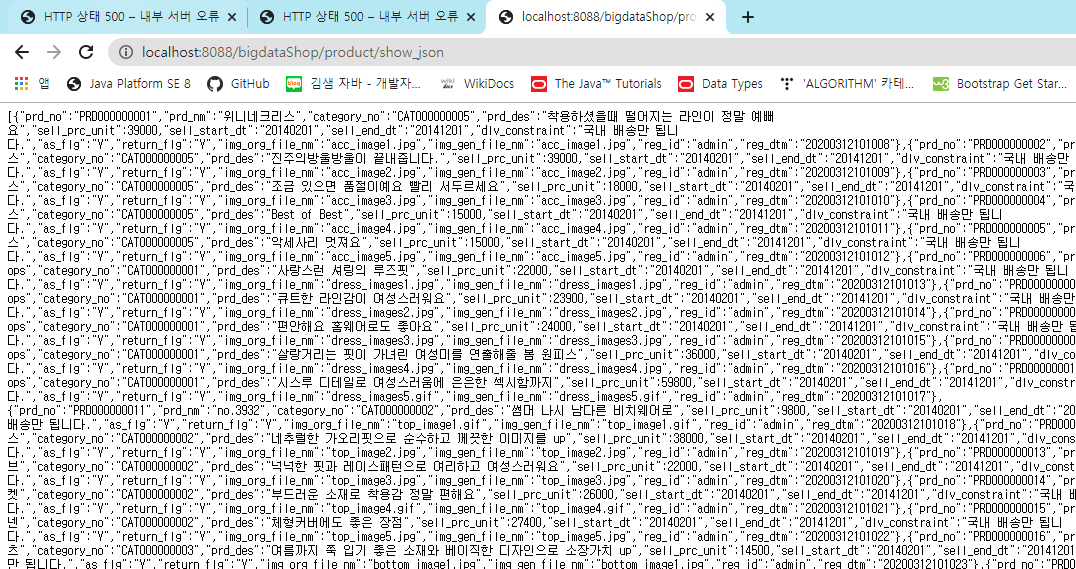 HTTP 상태 500 – 내부 서버 오류
HTTP 상태 500 – 내부 서버 오류
localhost:8088/bigdataShop/pro
localhost:8088/bigdataShop/product/show_json
앱 Java Platform SE 8 GitHub 김샘 자바 - 개발자... WikiDocs The Java™ Tutorials Data Types 'ALGORITHM' 카테... Bootstrap Get Star...
[{"prd_no":"PRD000000001","prd_nm":"위니네크리스","category_no":"CAT000000005","prd_des":"착용하셨을때 떨어지는 라인이 정말 예뻐
요","sell_prc_unit":39000,"sell_start_dt":"20140201","sell_end_dt":"20141201","dlv_constraint":"국내 배송만 됩니
다.","as_flg":"Y","return_flg":"Y","img_org_file_nm":"acc_image1.jpg","img_gen_file_nm":"acc_image1.jpg","reg_id":"admin","reg_dtm":"20200312101008"},{"prd_no":"PRD000000002","pr
스","category_no":"CAT000000005","prd_des":"진주의방울방울이 끝내줍니다.","sell_prc_unit":39000,"sell_start_dt":"20140201","sell_end_dt":"20141201","dlv_constraint":"국내 배송만
다.","as_flg":"Y","return_flg":"Y","img_org_file_nm":"acc_image2.jpg","img_gen_file_nm":"acc_image2.jpg","reg_id":"admin","reg_dtm":"20200312101009"},{"prd_no":"PRD000000003","pr
스","category_no":"CAT000000005","prd_des":"조금 있으면 품절이예요 빨리 서두르세요","sell_prc_unit":18000,"sell_start_dt":"20140201","sell_end_dt":"20141201","dlv_constraint":"국
다.","as_flg":"Y","return_flg":"Y","img_org_file_nm":"acc_image3.jpg","img_gen_file_nm":"acc_image3.jpg","reg_id":"admin","reg_dtm":"20200312101010"},{"prd_no":"PRD000000004","pr
스","category_no":"CAT000000005","prd_des":"Best of Best","sell_prc_unit":15000,"sell_start_dt":"20140201","sell_end_dt":"20141201","dlv_constraint":"국내 배송만 됩니
다.","as_flg":"Y","return_flg":"Y","img_org_file_nm":"acc_image4.jpg","img_gen_file_nm":"acc_image4.jpg","reg_id":"admin","reg_dtm":"20200312101011"},{"prd_no":"PRD000000005","pr
스","category_no":"CAT000000005","prd_des":"악세사리 멋져요","sell_prc_unit":15000,"sell_start_dt":"20140201","sell_end_dt":"20141201","dlv_constraint":"국내 배송만 됩니
다.","as_flg":"Y","return_flg":"Y","img_org_file_nm":"acc_image5.jpg","img_gen_file_nm":"acc_image5.jpg","reg_id":"admin","reg_dtm":"20200312101012"},{"prd_no":"PRD000000006","pr
ops","category_no":"CAT000000001","prd_des":"사랑스런 셔링의 루즈핏","sell_prc_unit":22000,"sell_start_dt":"20140201","sell_end_dt":"20141201","dlv_constraint":"국내 배송만 됩니
다.","as_flg":"Y","return_flg":"Y","img_org_file_nm":"dress_images1.jpg","img_gen_file_nm":"dress_images1.jpg","reg_id":"admin","reg_dtm":"20200312101013"},{"prd_no":"PRD0000000
ops","category_no":"CAT000000001","prd_des":"큐트한 라인감이 여성스러워요","sell_prc_unit":23900,"sell_start_dt":"20140201","sell_end_dt":"20141201","dlv_constraint":"국내 배송만
다.","as_flg":"Y","return_flg":"Y","img_org_file_nm":"dress_images2.jpg","img_gen_file_nm":"dress_images2.jpg","reg_id":"admin","reg_dtm":"20200312101014"},{"prd_no":"PRD0000000
ops","category_no":"CAT000000001","prd_des":"편안해요 홈웨어로도 좋아요","sell_prc_unit":24000,"sell_start_dt":"20140201","sell_end_dt":"20141201","dlv_constraint":"국내 배송만 됩
다.","as_flg":"Y","return_flg":"Y","img_org_file_nm":"dress_images3.jpg","img_gen_file_nm":"dress_images3.jpg","reg_id":"admin","reg_dtm":"20200312101015"},{"prd_no":"PRD0000000
ops","category_no":"CAT000000001","prd_des":"살랑거리는 핏이 가녀린 여성미를 연출해줄 봄 원피스","sell_prc_unit":36000,"sell_start_dt":"20140201","sell_end_dt":"20141201","dlv_co
다.","as_flg":"Y","return_flg":"Y","img_org_file_nm":"dress_images4.jpg","img_gen_file_nm":"dress_images4.jpg","reg_id":"admin","reg_dtm":"20200312101016"},{"prd_no":"PRD0000000
ops","category_no":"CAT000000001","prd_des":"시스루 디테일로 여성스러움에 은은한 섹시함까지","sell_prc_unit":59800,"sell_start_dt":"20140201","sell_end_dt":"20141201","dlv_constra
다.","as_flg":"Y","return_flg":"Y","img_org_file_nm":"dress_images5.gif","img_gen_file_nm":"dress_images5.gif","reg_id":"admin","reg_dtm":"20200312101017"},
{"prd_no":"PRD000000011","prd_nm":"no.3932","category_no":"CAT000000002","prd_des":"썸머 나시 남다른 비치웨어로","sell_prc_unit":9800,"sell_start_dt":"20140201","sell_end_dt":"20
배송만 됩니다.","as_flg":"Y","return_flg":"Y","img_org_file_nm":"top_image1.gif","img_gen_file_nm":"top_image1.gif","reg_id":"admin","reg_dtm":"20200312101018"},{"prd_no":"PRD000
스","category_no":"CAT000000002","prd_des":"네추럴한 가오리핏으로 순수하고 깨끗한 이미지를 up","sell_prc_unit":38000,"sell_start_dt":"20140201","sell_end_dt":"20141201","dlv_cons
다.","as_flg":"Y","return_flg":"Y","img_org_file_nm":"top_image2.jpg","img_gen_file_nm":"top_image2.jpg","reg_id":"admin","reg_dtm":"20200312101019"},{"prd_no":"PRD000000013","pr
브","category_no":"CAT000000002","prd_des":"넉넉한 핏과 레이스패턴으로 여리하고 여성스러워요","sell_prc_unit":22000,"sell_start_dt":"20140201","sell_end_dt":"20141201","dlv_const
다.","as_flg":"Y","return_flg":"Y","img_org_file_nm":"top_image3.jpg","img_gen_file_nm":"top_image3.jpg","reg_id":"admin","reg_dtm":"20200312101020"},{"prd_no":"PRD000000014","pr
켓","category_no":"CAT000000002","prd_des":"부드러운 소재로 착용감 정말 편해요","sell_prc_unit":26000,"sell_start_dt":"20140201","sell_end_dt":"20141201","dlv_constraint":"국내 배
다.","as_flg":"Y","return_flg":"Y","img_org_file_nm":"top_image4.gif","img_gen_file_nm":"top_image4.gif","reg_id":"admin","reg_dtm":"20200312101021"},{"prd_no":"PRD000000015","pr
넨","category_no":"CAT000000002","prd_des":"체형커버에도 좋은 장점","sell_prc_unit":27400,"sell_start_dt":"20140201","sell_end_dt":"20141201","dlv_constraint":"국내 배송만 됩니
다.","as_flg":"Y","return_flg":"Y","img_org_file_nm":"top_image5.jpg","img_gen_file_nm":"top_image5.jpg","reg_id":"admin","reg_dtm":"20200312101022"},{"prd_no":"PRD000000016","pr
츠","category_no":"CAT000000003","prd_des":"여름까지 쭉 입기 좋은 소재와 베이직한 디자인으로 소장가치 up","sell_prc_unit":14500,"sell_start_dt":"20140201","sell_end_dt":"20141201
만 됩니다.","as_flg":"Y","return_flg":"Y","img_org_file_nm":"bottom_image1.jpg","img_gen_file_nm":"bottom_image1.jpg","reg_id":"admin","reg_dtm":"20200312101023"},{"prd_no":"PRD0